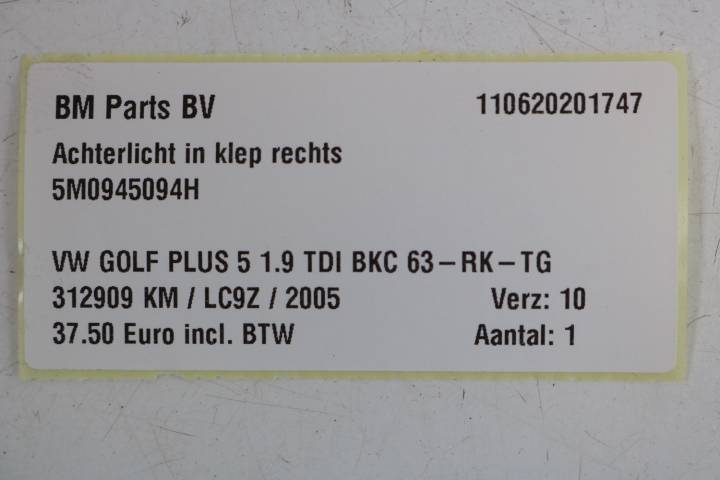 BM Parts BV 110620201747
Achterlicht in klep rechts
5M0945094H
VW GOLF PLUS 5 1.9 TDI BKC 63-RK-TG
312909 KM / LC9Z / 2005 Verz: 10
37.50 Euro incl. BTW Aantal: 1